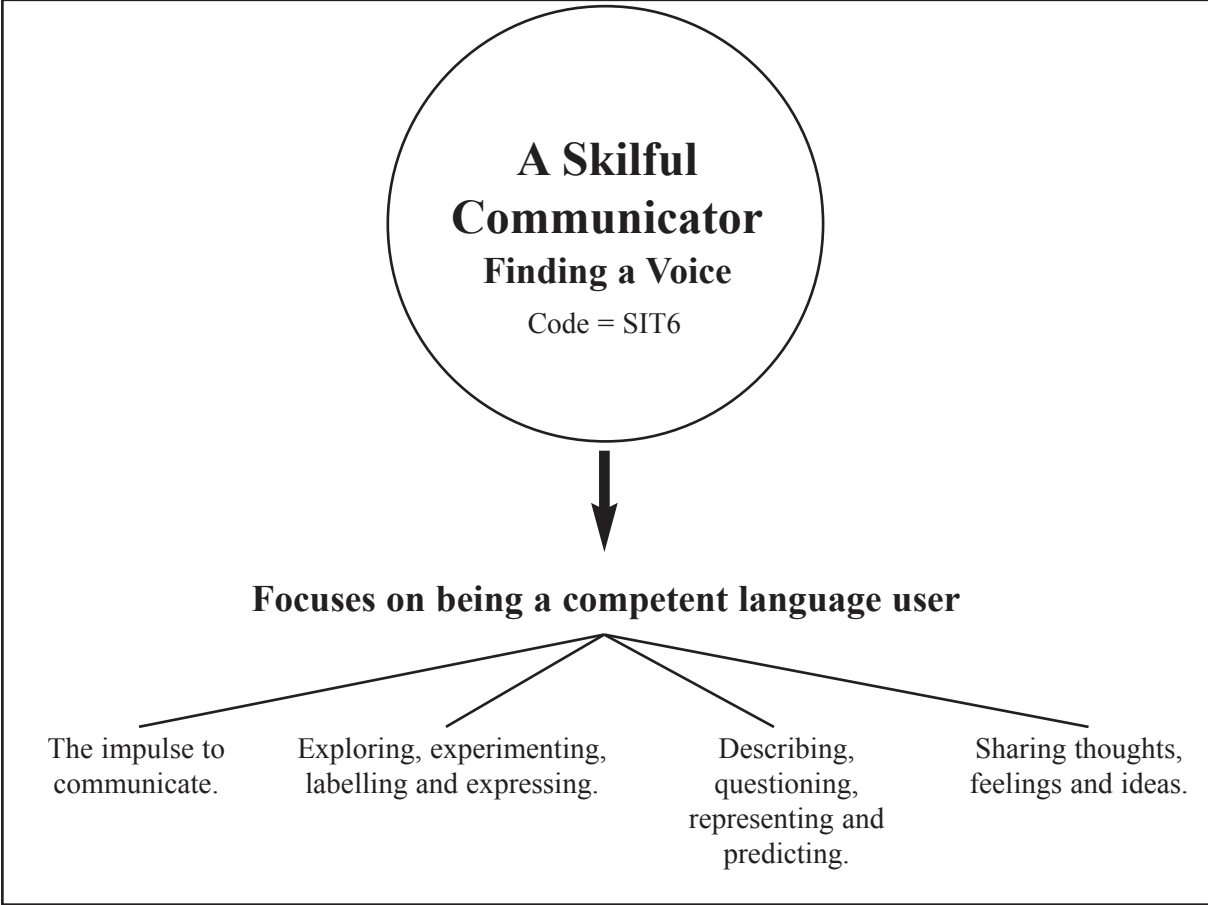 A Skilful
Communicator
Finding a Voice
Code = SIT6
Focuses on being a competent language user
The impulse to
communicate.
Exploring, experimenting,
labelling and expressing.
Describing,
questioning,
representing and
predicting.
Sharing thoughts,
feelings and ideas.